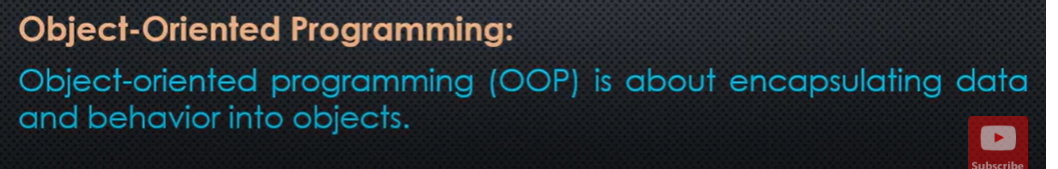 Object-Oriented Programming:
Object-oriented programming (OOP) is about encapsulating data
and behavior into objects.
Subscribe